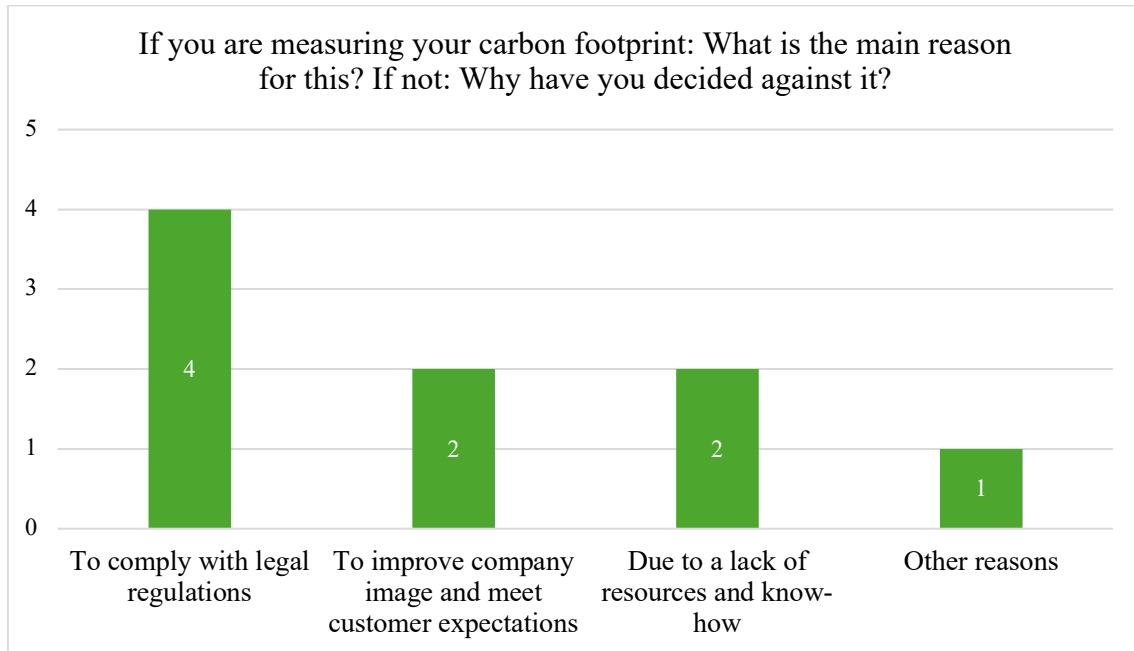 If you are measuring your carbon footprint: What is the main reason
for this? If not: Why have you decided against it?
5
4
3
2
1
0
4
2
2
1
To comply with legal
regulations
To improve company
image and meet
customer expectations
Due to a lack of
resources and know-
how
Other reasons